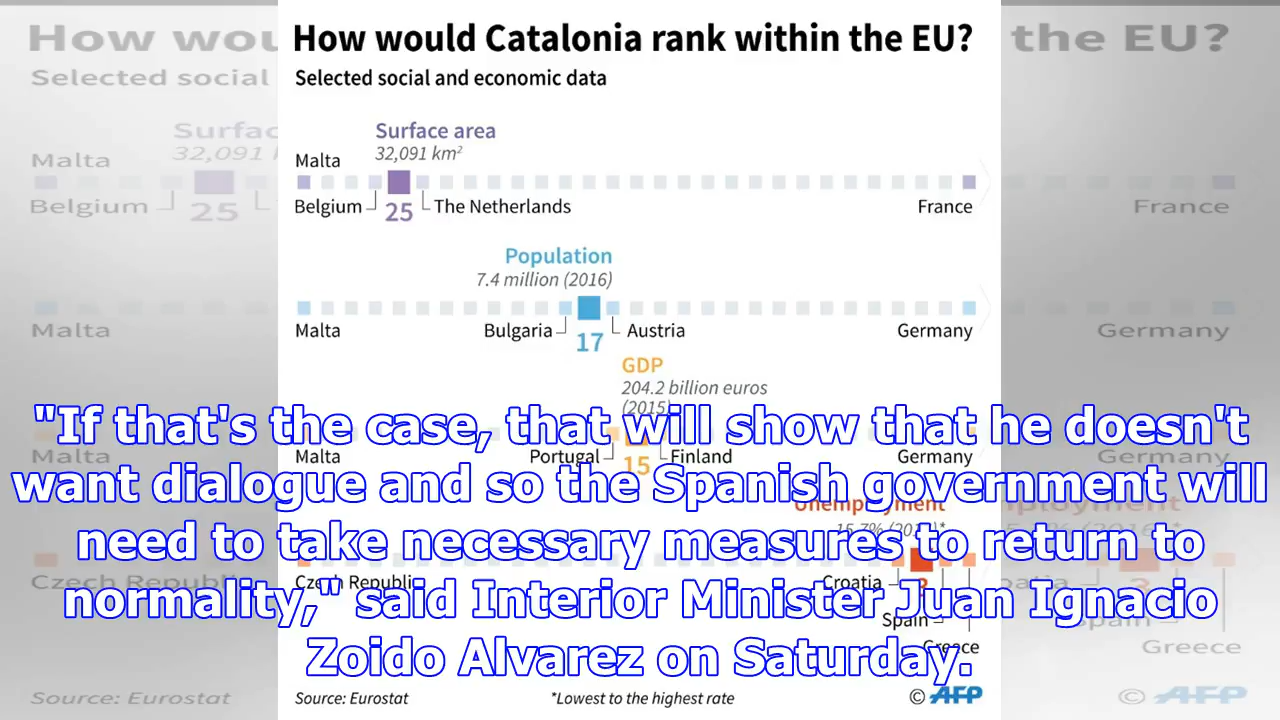 How would Catalonia rank within the EU?
Selected social and economic data
Surface area
32,091 km²
Malta
Belgium
25
The Netherlands
France
Population
7.4 million (2016)
Malta
Bulgaria
17
Austria
Germany
GDP
204.2 billion euros
(2015)
Malta
Portugal
15
Finland
Germany
Unemployment
Czech Republic
Croatia
Spain
Greece
"If that's the case, that will show that he doesn't
want dialogue and so the Spanish government will
need to take necessary measures to return to
normality," said Interior Minister Juan Ignacio
Zoido Alvarez on Saturday.
Source: Eurostat
*Lowest to the highest rate
© AFP